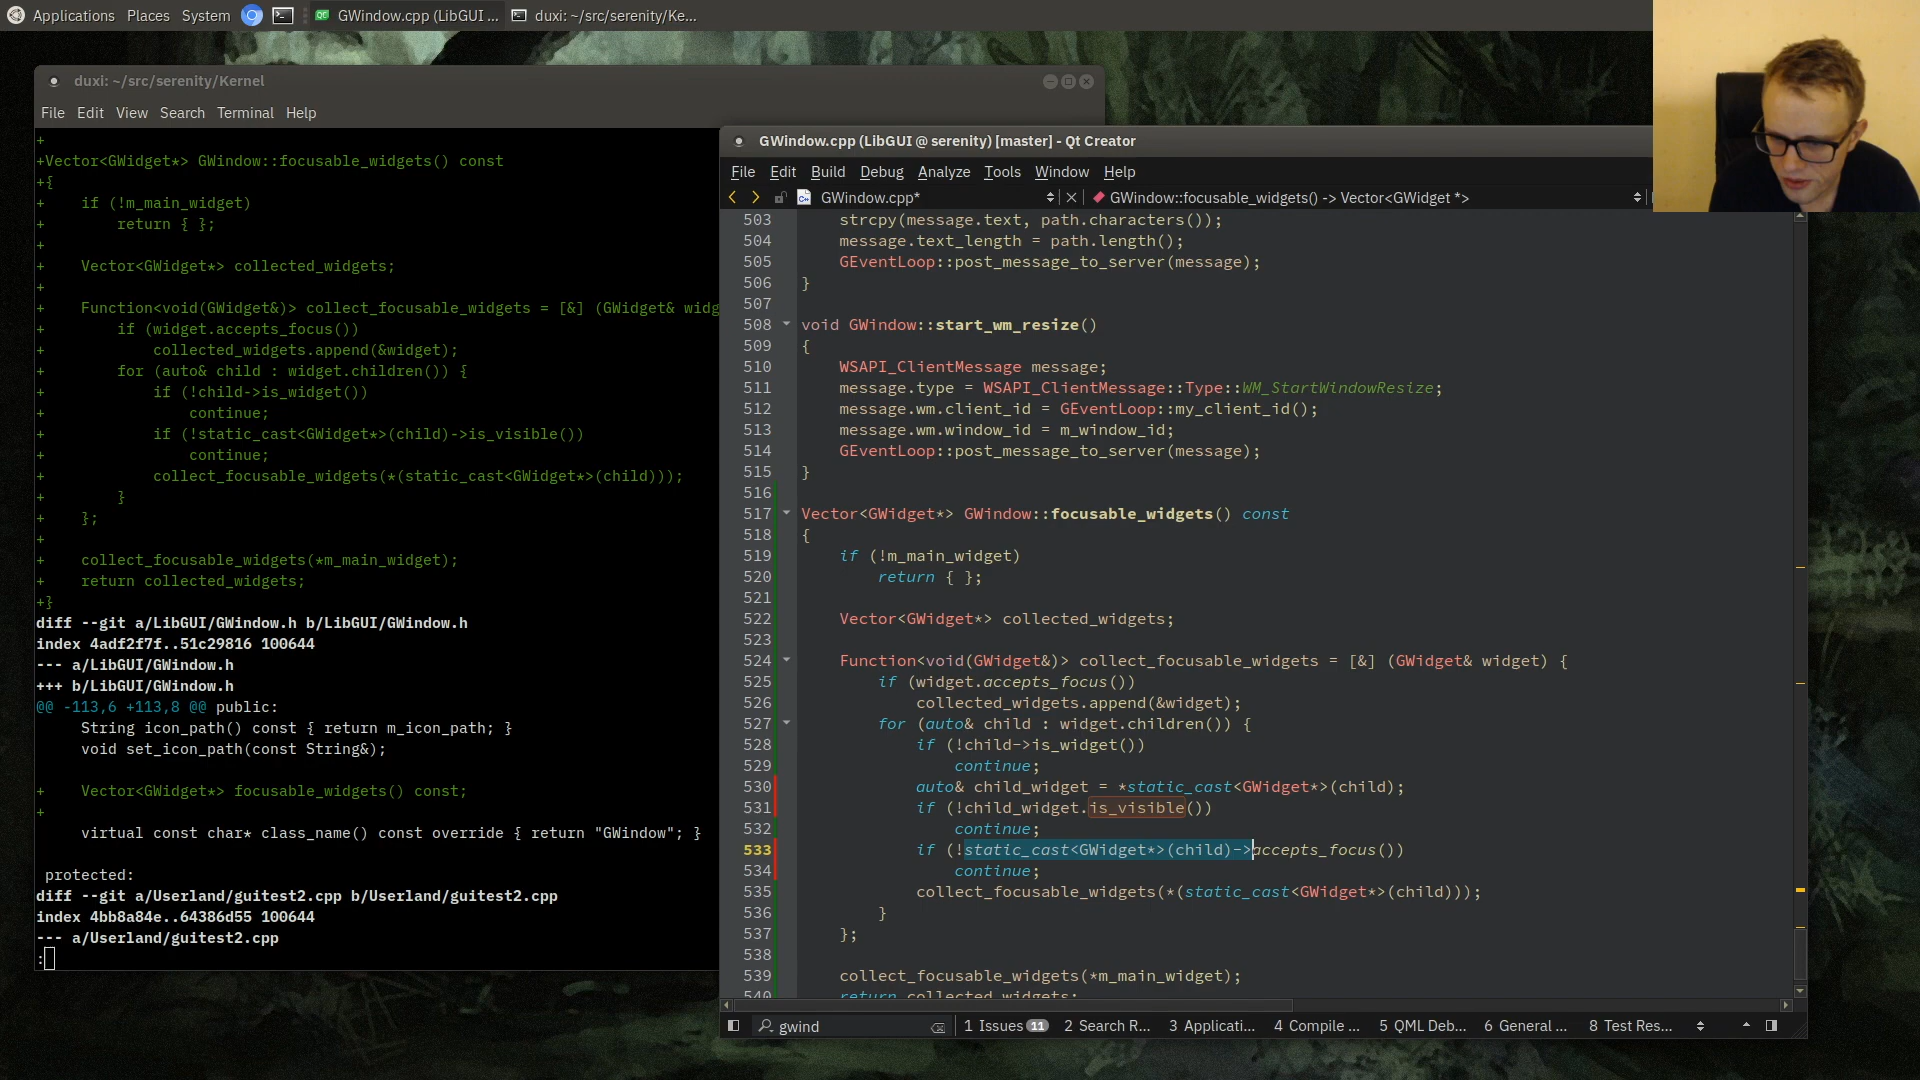 Applications Places System GWindow.cpp (LibGUI ... duxi: ~/src/serenity/Ke...
duxi: ~/src/serenity/Kernel
File Edit View Search Terminal Help
+
+Vector<GWidget*> GWindow::focusable_widgets() const
+{
+    if (!m_main_widget)
+        return { };
+
+    Vector<GWidget*> collected_widgets;
+
+    Function<void(GWidget&)> collect_focusable_widgets = [&] (GWidget& widg
+        if (widget.accepts_focus())
+            collected_widgets.append(&widget);
+        for (auto& child : widget.children()) {
+            if (!child->is_widget())
+                continue;
+            if (!static_cast<GWidget*>(child)->is_visible())
+                continue;
+            collect_focusable_widgets(*(static_cast<GWidget*>(child)));
+        }
+    };
+
+    collect_focusable_widgets(*m_main_widget);
+    return collected_widgets;
+}
diff --git a/LibGUI/GWindow.h b/LibGUI/GWindow.h
index 4adf2f7f..51c29816 100644
--- a/LibGUI/GWindow.h
+++ b/LibGUI/GWindow.h
@@ -113,6 +113,8 @@ public:
     String icon_path() const { return m_icon_path; }
     void set_icon_path(const String&);
+    Vector<GWidget*> focusable_widgets() const;
+
     virtual const char* class_name() const override { return "GWindow"; }
 protected:
diff --git a/Userland/guitest2.cpp b/Userland/guitest2.cpp
index 4bb8a84e..64386d55 100644
--- a/Userland/guitest2.cpp
:
GWindow.cpp (LibGUI @ serenity) [master] - Qt Creator
File Edit Build Debug Analyze Tools Window Help
GWindow.cpp* GWindow::focusable_widgets() -> Vector<GWidget *>
503     strcpy(message.text, path.characters());
504     message.text_length = path.length();
505     GEventLoop::post_message_to_server(message);
506 }
507
508 void GWindow::start_wm_resize()
509 {
510     WSAPI_ClientMessage message;
511     message.type = WSAPI_ClientMessage::Type::WM_StartWindowResize;
512     message.wm.client_id = GEventLoop::my_client_id();
513     message.wm.window_id = m_window_id;
514     GEventLoop::post_message_to_server(message);
515 }
516
517 Vector<GWidget*> GWindow::focusable_widgets() const
518 {
519     if (!m_main_widget)
520         return { };
521
522     Vector<GWidget*> collected_widgets;
523
524     Function<void(GWidget&)> collect_focusable_widgets = [&] (GWidget& widget) {
525         if (widget.accepts_focus())
526             collected_widgets.append(&widget);
527         for (auto& child : widget.children()) {
528             if (!child->is_widget())
529                 continue;
530             auto& child_widget = *static_cast<GWidget*>(child);
531             if (!child_widget.is_visible())
532                 continue;
533             if (!static_cast<GWidget*>(child)->accepts_focus())
534                 continue;
535             collect_focusable_widgets(*(static_cast<GWidget*>(child)));
536         }
537     };
538
539     collect_focusable_widgets(*m_main_widget);
540     return collected_widgets;
gwind 1 Issues 11 2 Search R... 3 Applicati... 4 Compile ... 5 QML Deb... 6 General ... 8 Test Res...